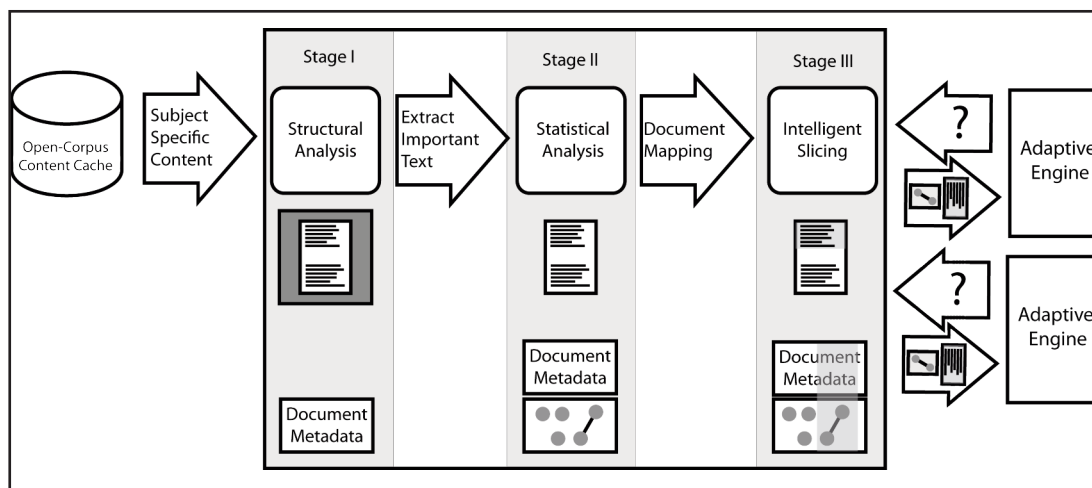 Open-Corpus
Content Cache
Subject
Specific
Content
Stage I
Structural
Analysis
Extract
Important
Text
Stage II
Statistical
Analysis
Document
Mapping
Stage III
Intelligent
Slicing
?
Adaptive
Engine
?
Adaptive
Engine
Document
Metadata
Document
Metadata
Document
Metadata